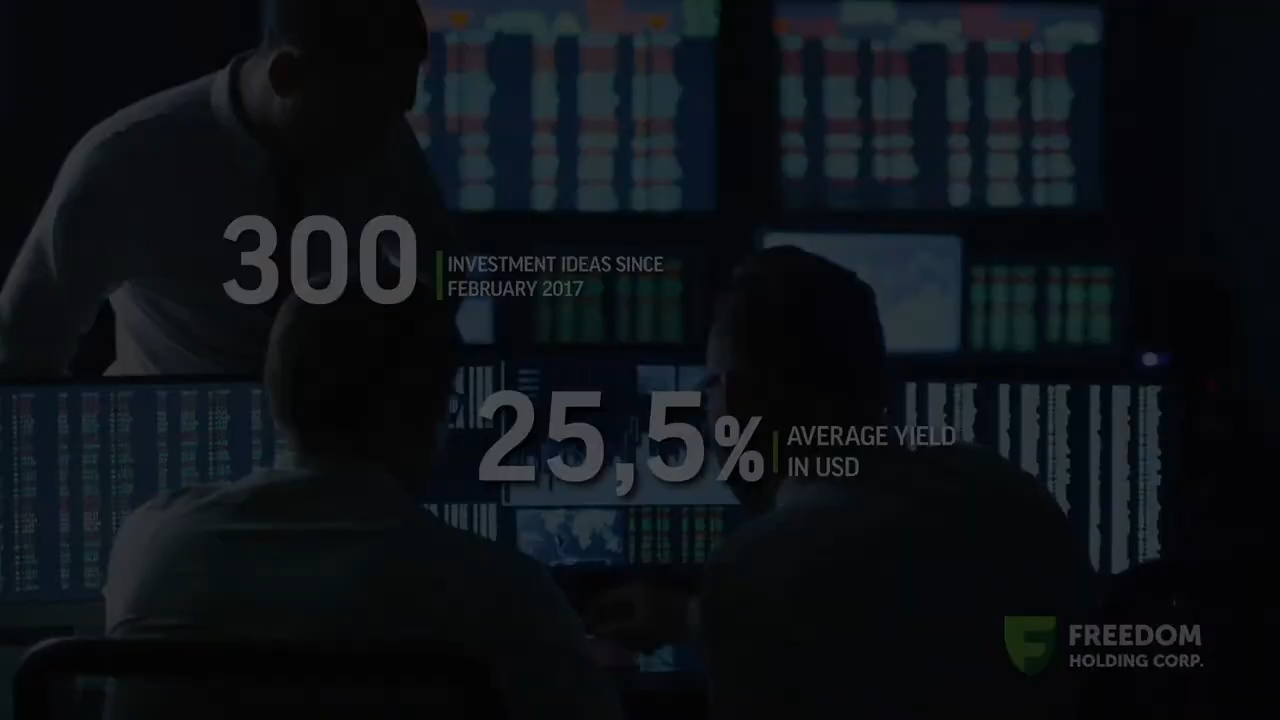 300
INVESTMENT IDEAS SINCE
FEBRUARY 2017
25,5%
AVERAGE YIELD
IN USD
FREEDOM
HOLDING CORP.